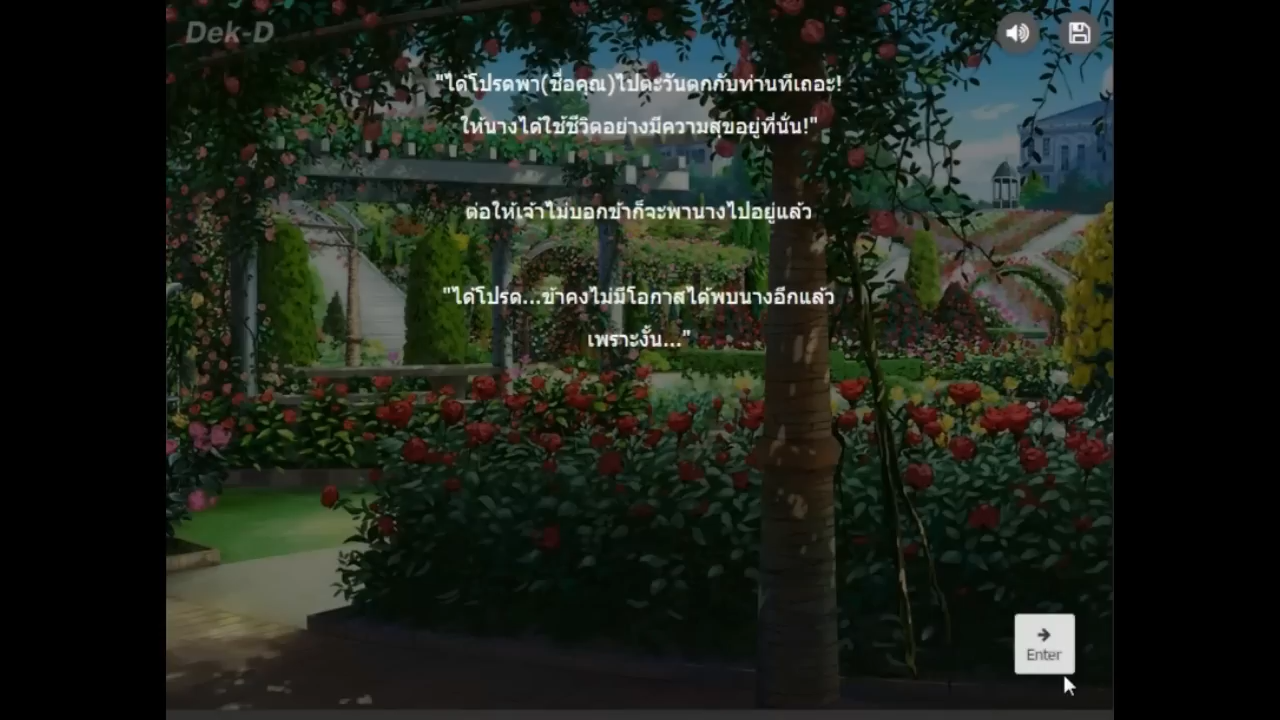 Dek-D
"ได้โปรดพา(ชื่อคุณ)ไปตะวันตกกับท่านทีเถอะ!
ให้นางได้ใช้ชีวิตอย่างมีความสุขอยู่ที่นั่น!"
ต่อให้เจ้าไม่บอกข้าก็จะพานางไปอยู่แล้ว
"ได้โปรด...ข้าคงไม่มีโอกาสได้พบนางอีกแล้ว
เพราะงั้น..."
Enter